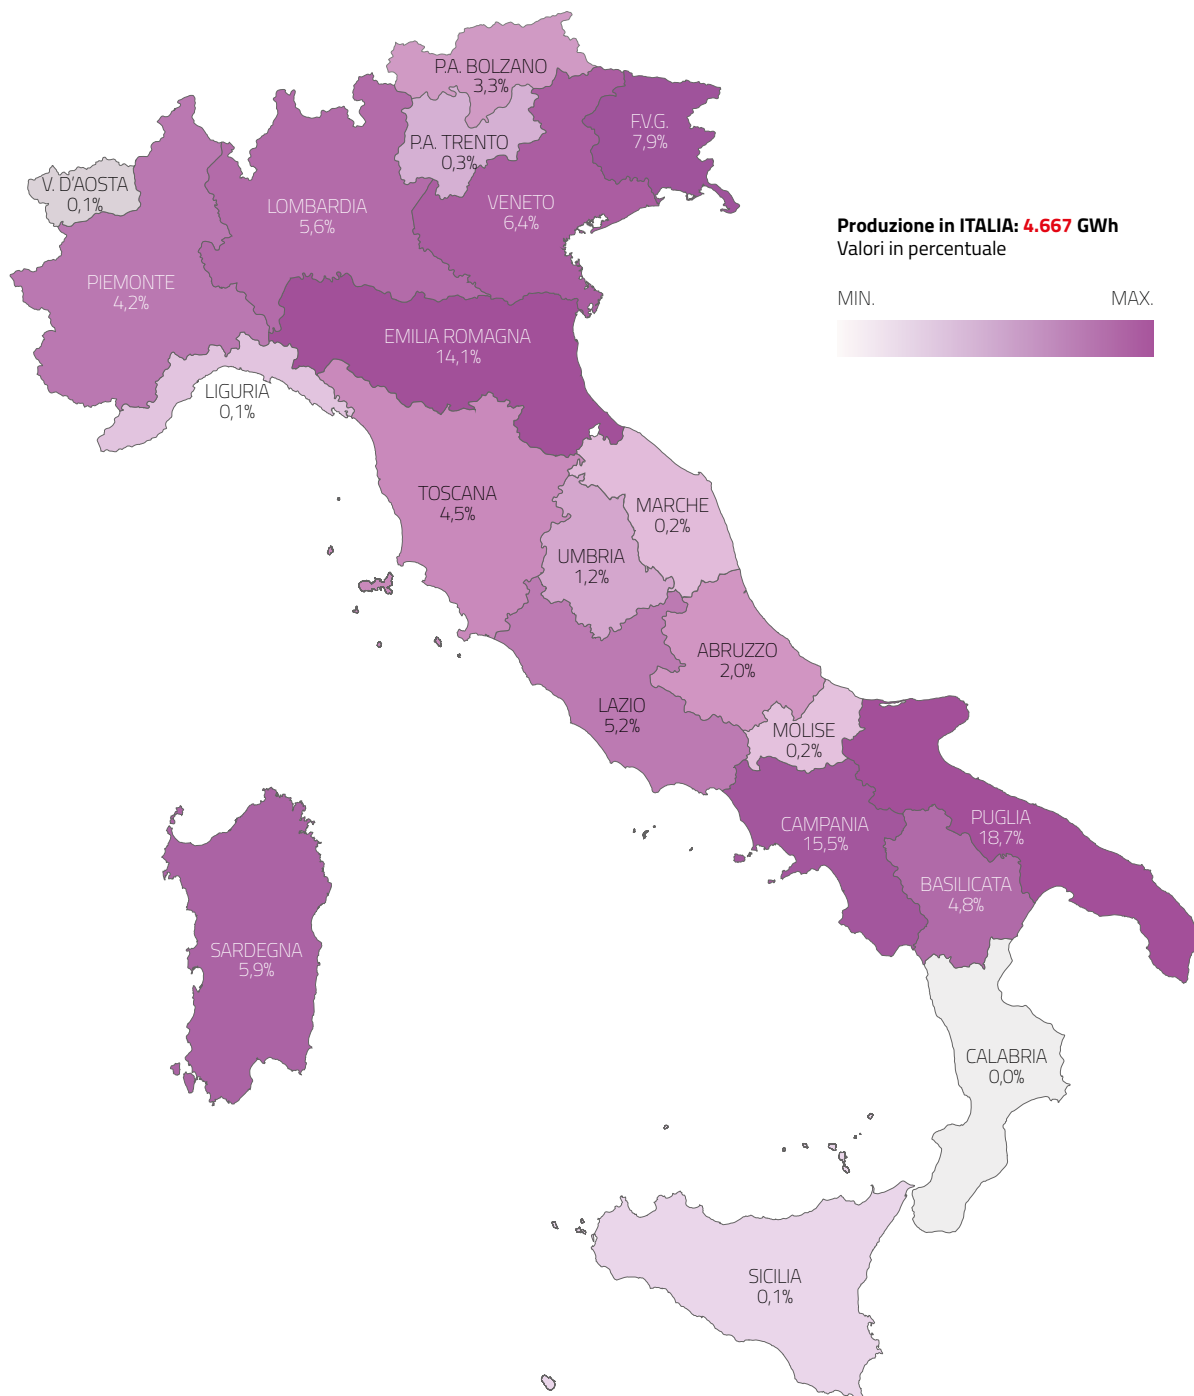 P.A. BOLZANO
3,3%
F.V.G.
7,9%
P.A. TRENTO
0,3%
V. D'AOSTA
0,1%
LOMBARDIA
5,6%
VENETO
6,4%
Produzione in ITALIA: 4.667 GWh
Valori in percentuale
MIN.
MAX.
PIEMONTE
4,2%
EMILIA ROMAGNA
14,1%
LIGURIA
0,1%
TOSCANA
4,5%
MARCHE
0,2%
UMBRIA
1,2%
ABRUZZO
2,0%
LAZIO
5,2%
MOLISE
0,2%
CAMPANIA
15,5%
PUGLIA
18,7%
BASILICATA
4,8%
SARDEGNA
5,9%
CALABRIA
0,0%
SICILIA
0,1%